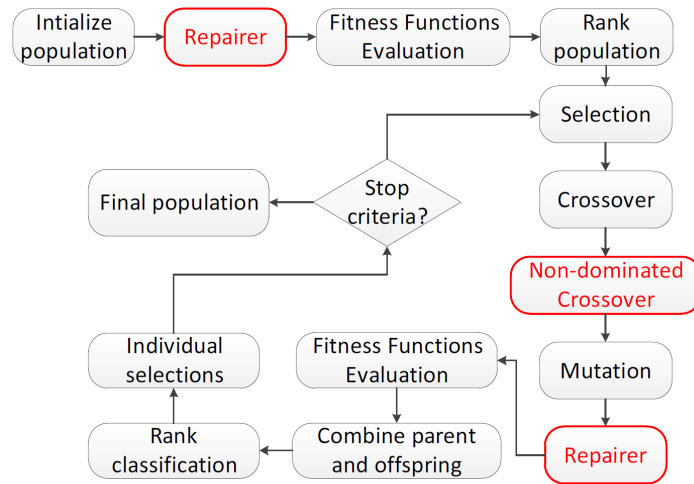 Intialize
population
Repairer
Fitness Functions
Evaluation
Rank
population
Selection
Crossover
Non-dominated
Crossover
Mutation
Repairer
Fitness Functions
Evaluation
Combine parent
and offspring
Rank
classification
Individual
selections
Stop
criteria?
Final population